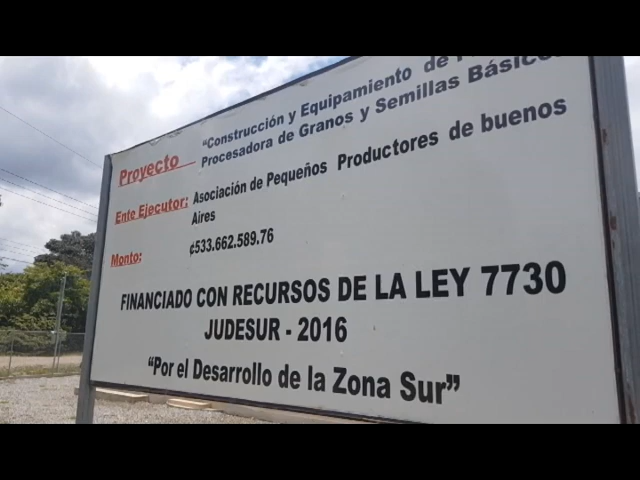 Proyecto "Construcción y Equipamiento de
Procesadora de Granos y Semillas Básicos
Ente Ejecutor: Asociación de Pequeños Productores de buenos
Aires
Monto: ¢533.662.589.76
FINANCIADO CON RECURSOS DE LA LEY 7730
JUDESUR - 2016
“Por el Desarrollo de la Zona Sur”